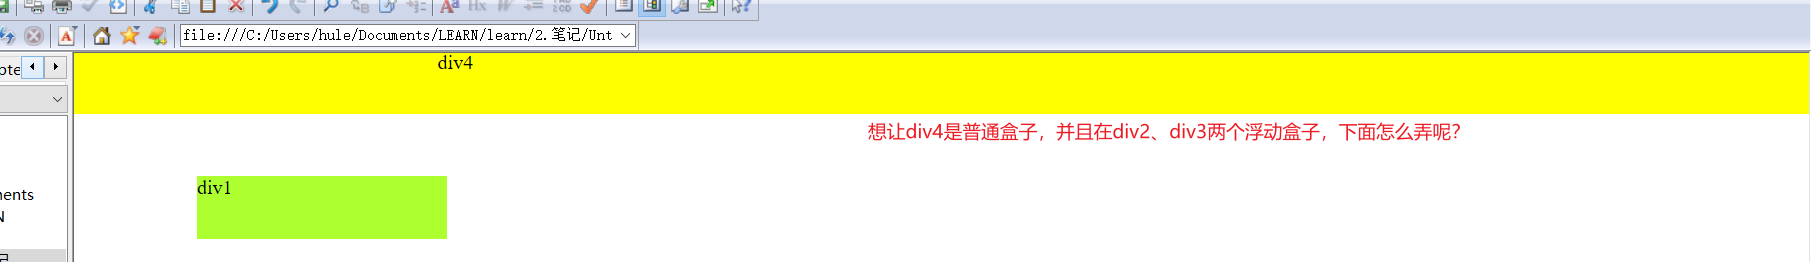 file:///C:/Users/hule/Documents/LEARN/learn/2.笔记/Unt
pte
div4
想让div4是普通盒子，并且在div2、div3两个浮动盒子，下面怎么弄呢？
div1
nents
N